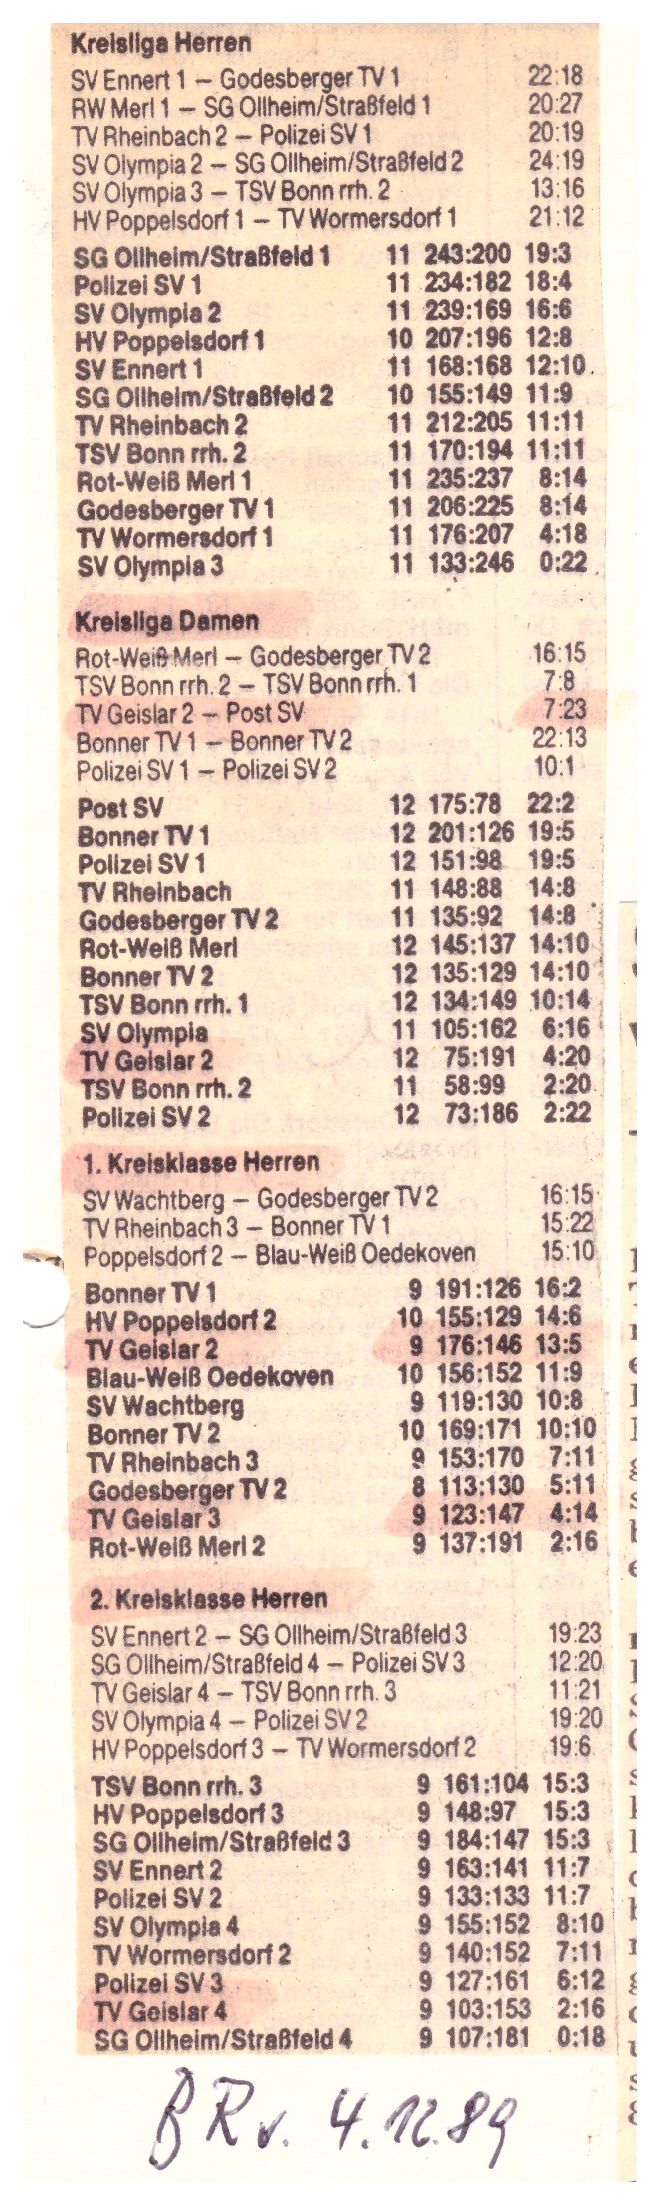 Kreisliga Herren
SV Ennert 1 – Godesberger TV 1 22:18
RW Merl 1 – SG Ollheim/Straßfeld 1 20:27
TV Rheinbach 2 – Polizei SV 1 20:19
SV Olympia 2 – SG Ollheim/Straßfeld 2 24:19
SV Olympia 3 – TSV Bonn rrh. 2 13:16
HV Poppelsdorf 1 – TV Wormersdorf 1 21:12
SG Ollheim/Straßfeld 1 11 243:200 19:3
Polizei SV 1 11 234:182 18:4
SV Olympia 2 11 239:169 16:6
HV Poppelsdorf 1 10 207:196 12:8
SV Ennert 1 11 168:168 12:10
SG Ollheim/Straßfeld 2 10 155:149 11:9
TV Rheinbach 2 11 212:205 11:11
TSV Bonn rrh. 2 11 170:194 11:11
Rot-Weiß Merl 1 11 235:237 8:14
Godesberger TV 1 11 206:225 8:14
TV Wormersdorf 1 11 176:207 4:18
SV Olympia 3 11 133:246 0:22
Kreisliga Damen
Rot-Weiß Merl – Godesberger TV 2 16:15
TSV Bonn rrh. 2 – TSV Bonn rrh. 1 7:8
TV Geislar 2 – Post SV 7:23
Bonner TV 1 – Bonner TV 2 22:13
Polizei SV 1 – Polizei SV 2 10:1
Post SV 12 175:78 22:2
Bonner TV 1 12 201:126 19:5
Polizei SV 1 12 151:98 19:5
TV Rheinbach 11 148:88 14:8
Godesberger TV 2 11 135:92 14:8
Rot-Weiß Merl 12 145:137 14:10
Bonner TV 2 12 135:129 14:10
TSV Bonn rrh. 1 12 134:149 10:14
SV Olympia 11 105:162 6:16
TV Geislar 2 12 75:191 4:20
TSV Bonn rrh. 2 11 58:99 2:20
Polizei SV 2 12 73:186 2:22
1. Kreisklasse Herren
SV Wachtberg – Godesberger TV 2 16:15
TV Rheinbach 3 – Bonner TV 1 15:22
Poppelsdorf 2 – Blau-Weiß Oedekoven 15:10
Bonner TV 1 9 191:126 16:2
HV Poppelsdorf 2 10 155:129 14:6
TV Geislar 2 9 176:146 13:5
Blau-Weiß Oedekoven 10 156:152 11:9
SV Wachtberg 9 119:130 10:8
Bonner TV 2 10 169:171 10:10
TV Rheinbach 3 9 153:170 7:11
Godesberger TV 2 8 113:130 5:11
TV Geislar 3 9 123:147 4:14
Rot-Weiß Merl 2 9 137:191 2:16
2. Kreisklasse Herren
SV Ennert 2 – SG Ollheim/Straßfeld 3 19:23
SG Ollheim/Straßfeld 4 – Polizei SV 3 12:20
TV Geislar 4 – TSV Bonn rrh. 3 11:21
SV Olympia 4 – Polizei SV 2 19:20
HV Poppelsdorf 3 – TV Wormersdorf 2 19:6
TSV Bonn rrh. 3 9 161:104 15:3
HV Poppelsdorf 3 9 148:97 15:3
SG Ollheim/Straßfeld 3 9 184:147 15:3
SV Ennert 2 9 163:141 11:7
Polizei SV 2 9 133:133 11:7
SV Olympia 4 9 155:152 8:10
TV Wormersdorf 2 9 140:152 7:11
Polizei SV 3 9 127:161 6:12
TV Geislar 4 9 103:153 2:16
SG Ollheim/Straßfeld 4 9 107:181 0:18
BR v. 4.12.89